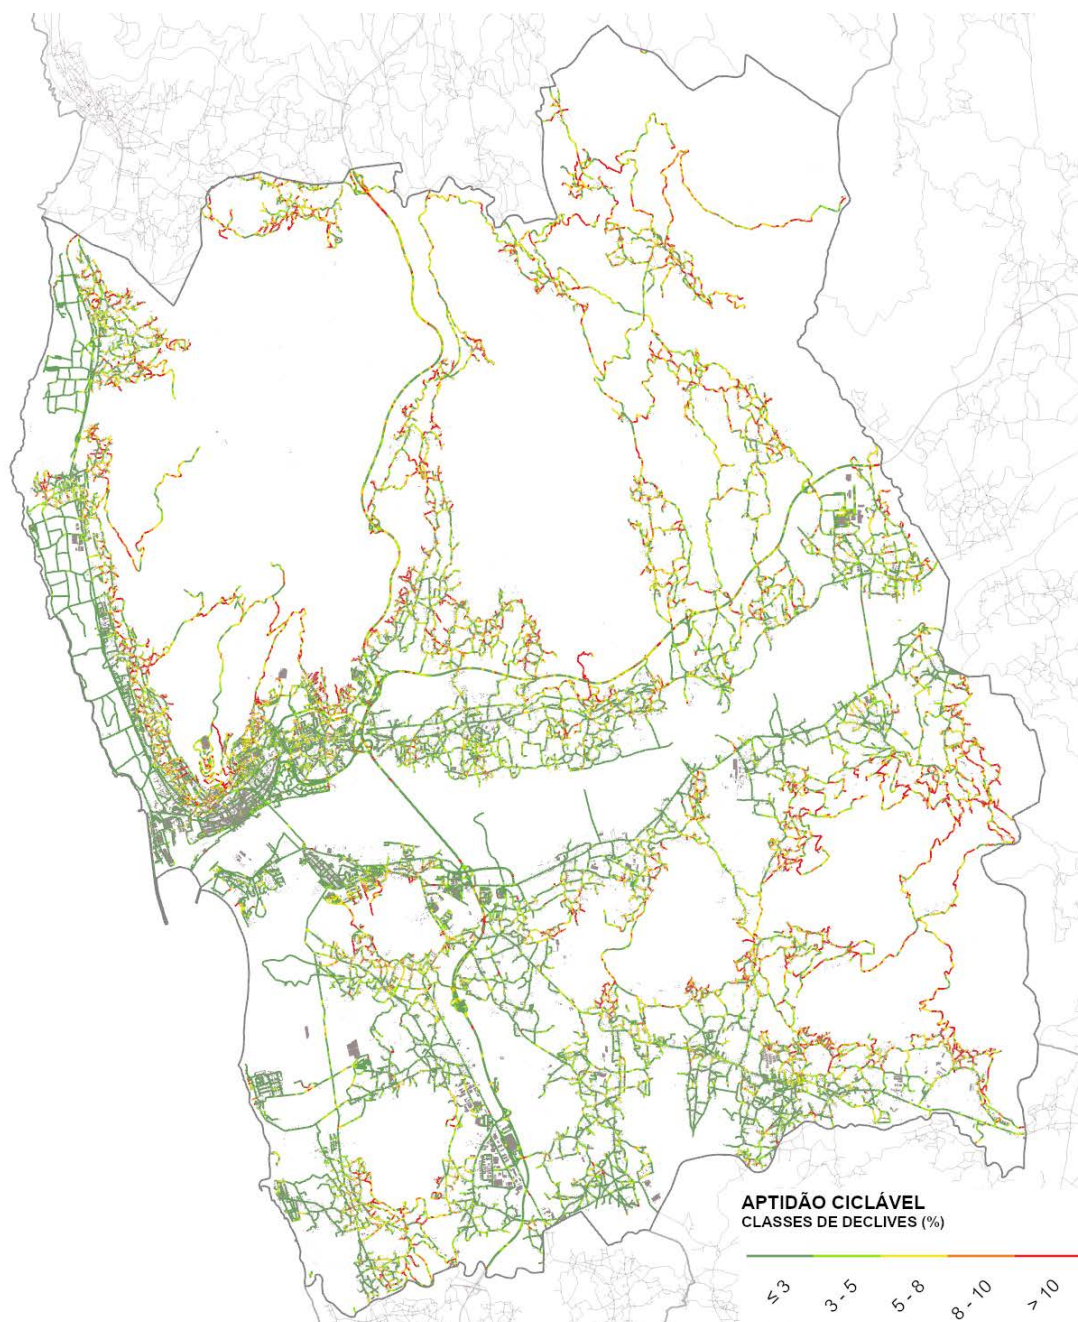 APTIDÃO CICLÁVEL
CLASSES DE DECLIVES (%)
≤ 3
3 - 5
5 - 8
8 - 10
> 10